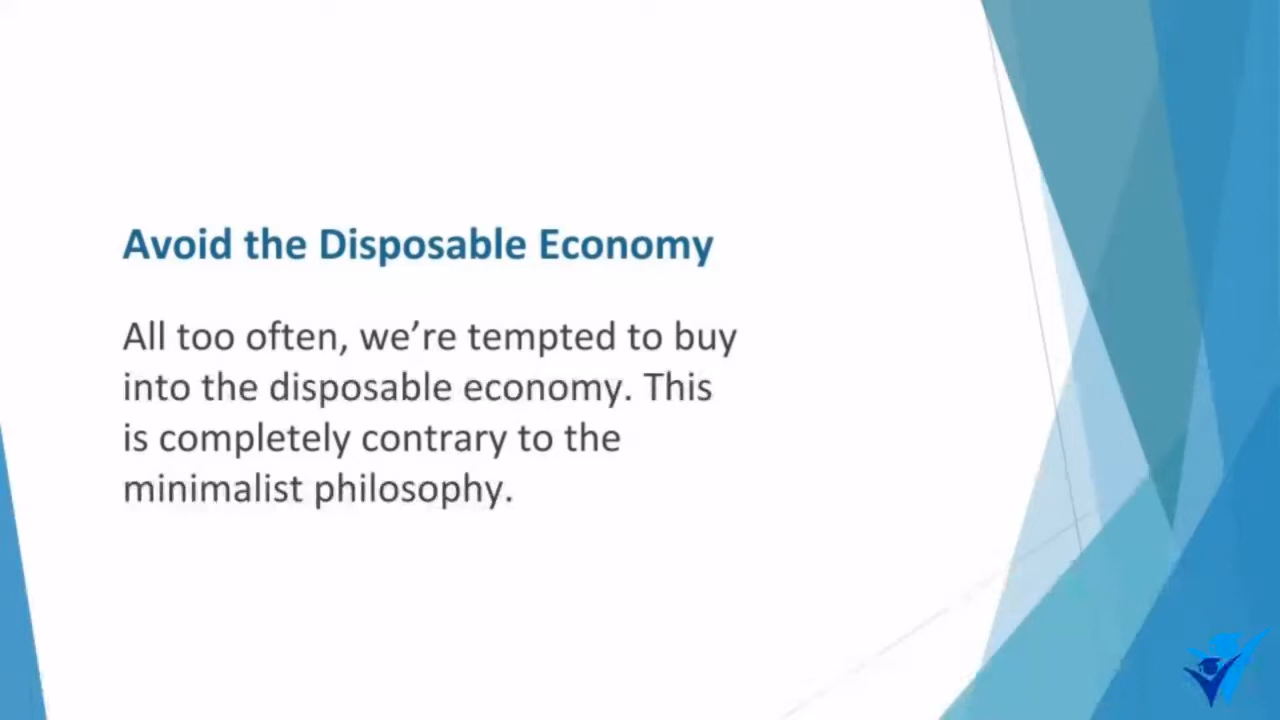 Avoid the Disposable Economy
All too often, we’re tempted to buy
into the disposable economy. This
is completely contrary to the
minimalist philosophy.